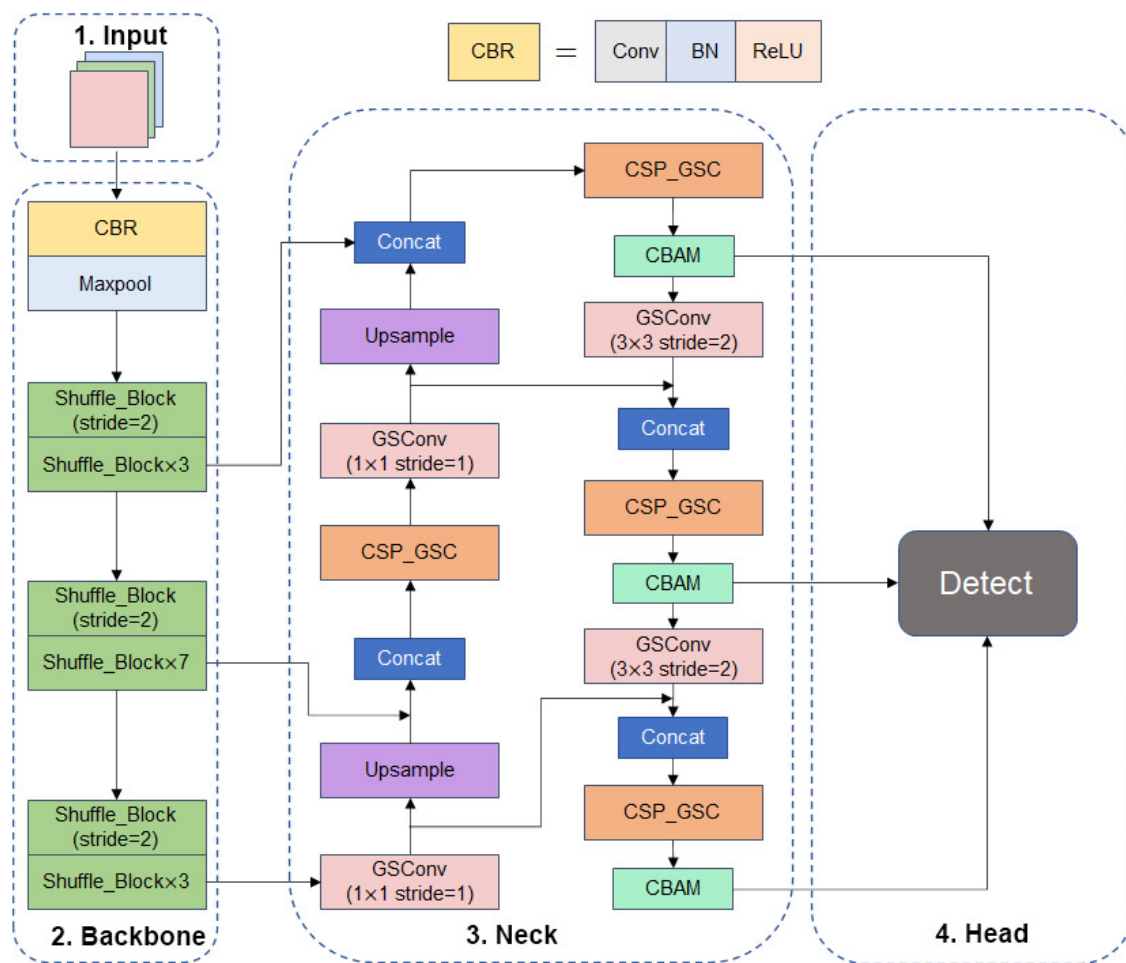 1. Input
CBR
=
Conv
BN
ReLU
CBR
Maxpool
Shuffle_Block
(stride=2)
Shuffle_Block×3
Shuffle_Block
(stride=2)
Shuffle_Block×7
Shuffle_Block
(stride=2)
Shuffle_Block×3
2. Backbone
Concat
Upsample
GSConv
(1×1 stride=1)
CSP_GSC
Concat
Upsample
GSConv
(1×1 stride=1)
CSP_GSC
CBAM
GSConv
(3×3 stride=2)
Concat
CSP_GSC
CBAM
GSConv
(3×3 stride=2)
Concat
CSP_GSC
CBAM
3. Neck
Detect
4. Head